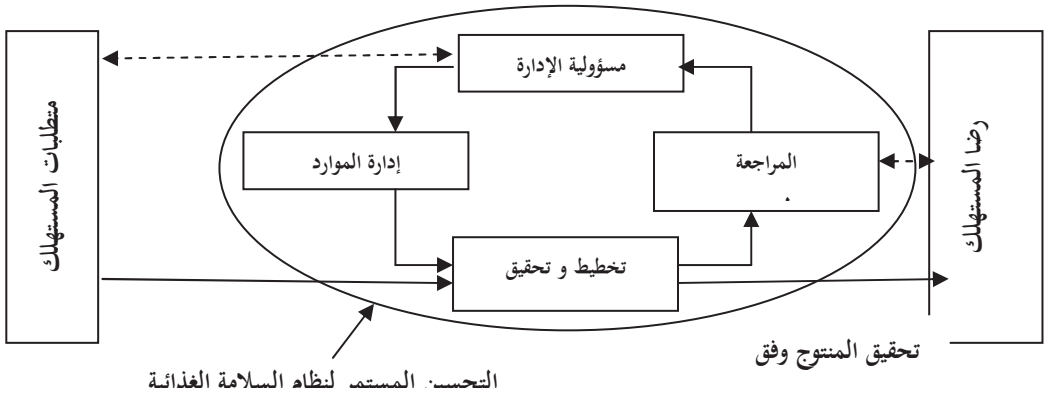 مسؤولية الإدارة
متطلبات المستهلك
إدارة الموارد
المراجعة
رضا المستهلك
تخطيط و تحقيق
تحقيق المنتوج وفق
التحسين المستمر لنظام السلامة الغذائية